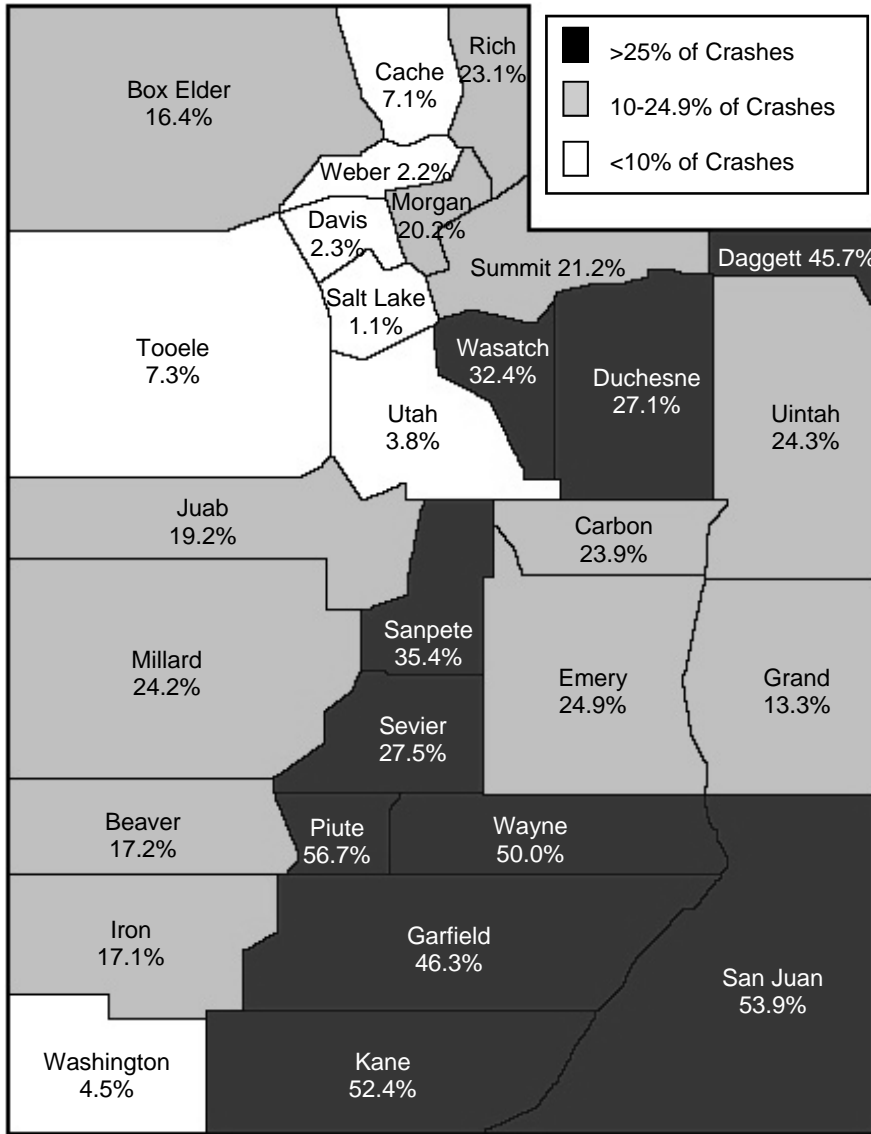 >25% of Crashes
10-24.9% of Crashes
<10% of Crashes
Rich
23.1%
Cache
7.1%
Box Elder
16.4%
Weber 2.2%
Morgan
20.2%
Davis
2.3%
Summit 21.2%
Daggett 45.7%
Salt Lake
1.1%
Tooele
7.3%
Wasatch
32.4%
Duchesne
27.1%
Uintah
24.3%
Utah
3.8%
Juab
19.2%
Carbon
23.9%
Sanpete
35.4%
Millard
24.2%
Emery
24.9%
Grand
13.3%
Sevier
27.5%
Beaver
17.2%
Piute
56.7%
Wayne
50.0%
Iron
17.1%
Garfield
46.3%
San Juan
53.9%
Washington
4.5%
Kane
52.4%